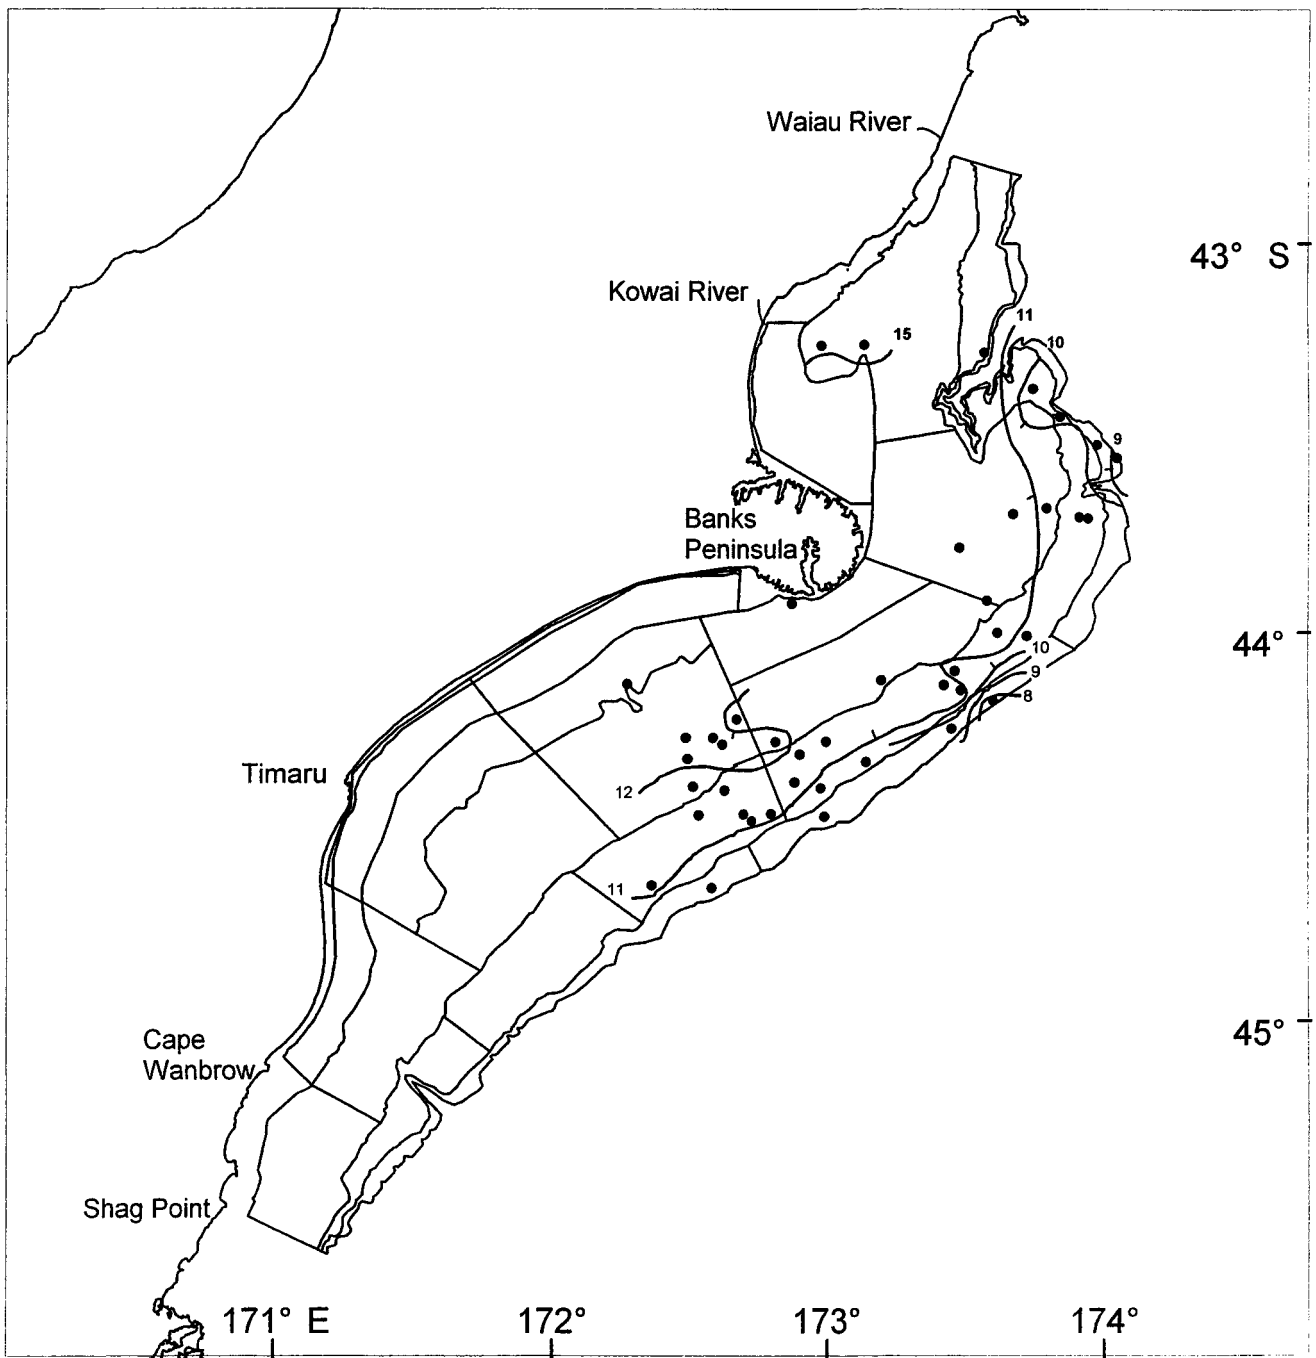 Waiau River
43° S
Kowai River
11
15
10
9
Banks
Peninsula
44°
10
9
8
Timaru
12
11
45°
Cape
Wanbrow
Shag Point
171° E
172°
173°
174°